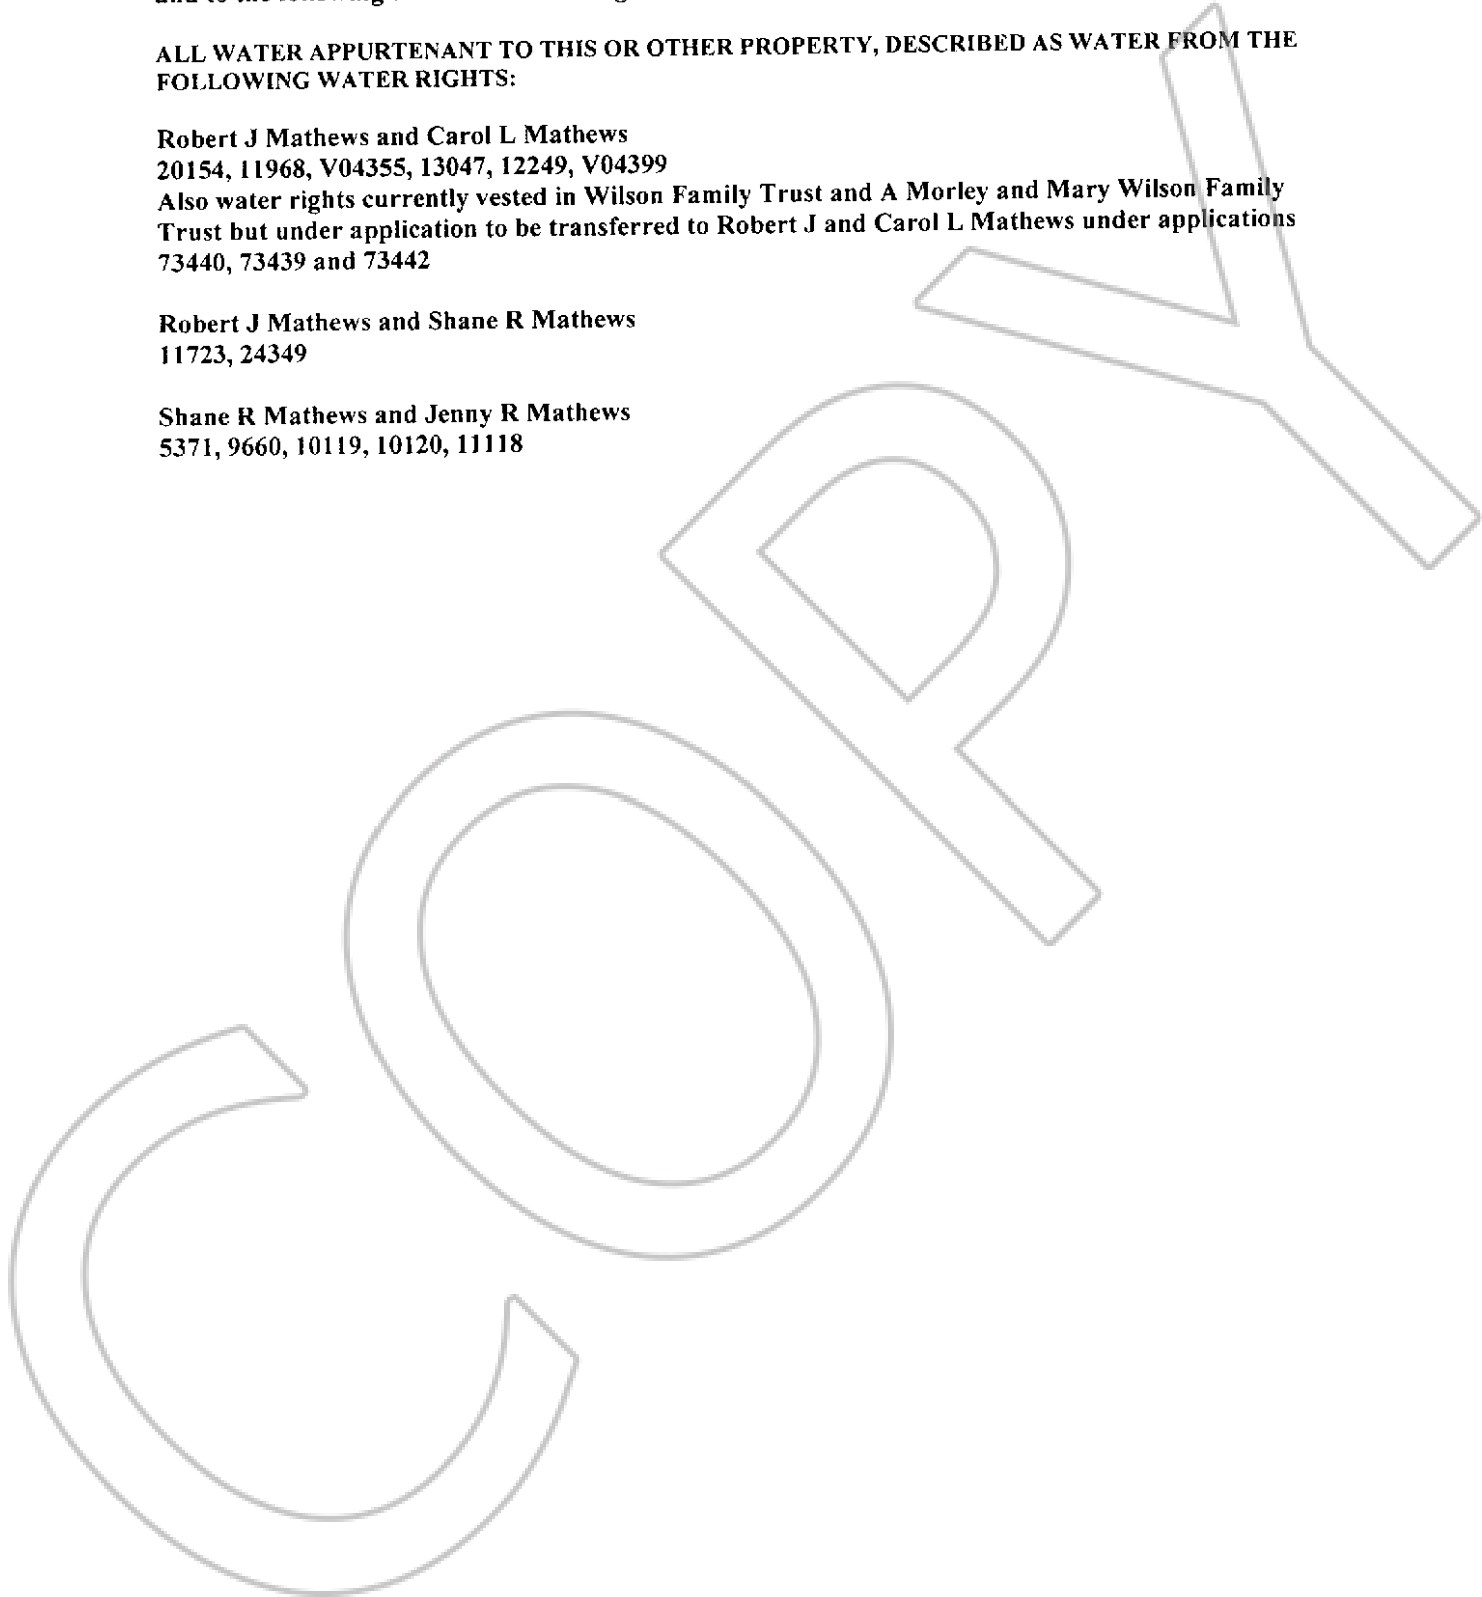 ALL WATER APPURTENANT TO THIS OR OTHER PROPERTY, DESCRIBED AS WATER FROM THE
FOLLOWING WATER RIGHTS:
Robert J Mathews and Carol L Mathews
20154, 11968, V04355, 13047, 12249, V04399
Also water rights currently vested in Wilson Family Trust and A Morley and Mary Wilson Family
Trust but under application to be transferred to Robert J and Carol L Mathews under applications
73440, 73439 and 73442
Robert J Mathews and Shane R Mathews
11723, 24349
Shane R Mathews and Jenny R Mathews
5371, 9660, 10119, 10120, 11118
COPY